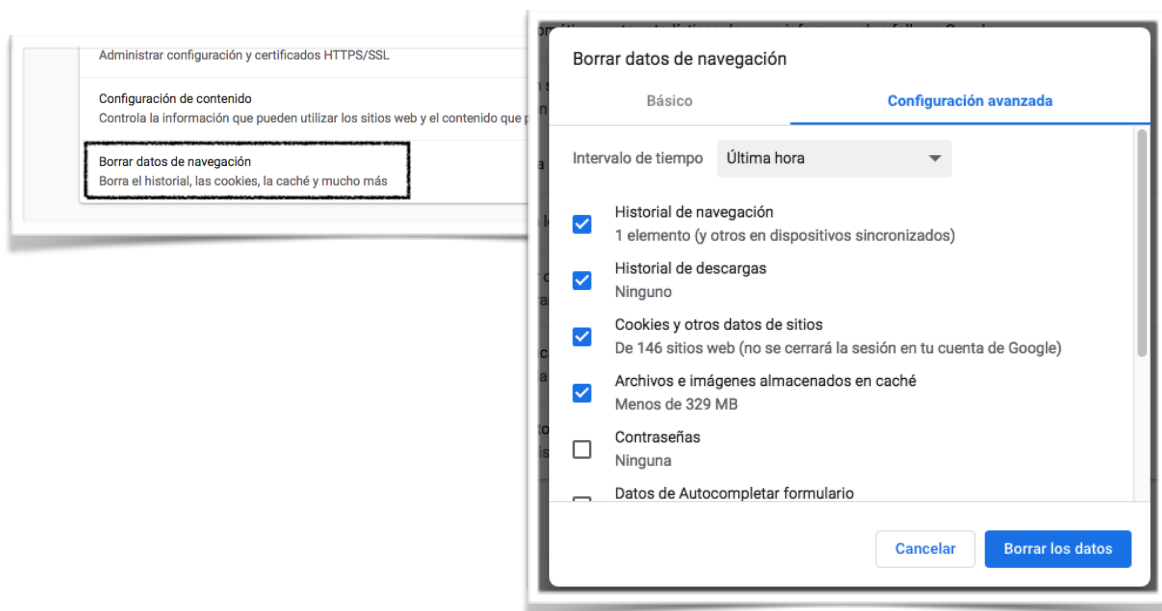 Administrar configuración y certificados HTTPS/SSL
Configuración de contenido
Controla la información que pueden utilizar los sitios web y el contenido que p
Borrar datos de navegación
Borra el historial, las cookies, la caché y mucho más
Borrar datos de navegación
Básico
Configuración avanzada
Intervalo de tiempo
Última hora
Historial de navegación
1 elemento (y otros en dispositivos sincronizados)
Historial de descargas
Ninguno
Cookies y otros datos de sitios
De 146 sitios web (no se cerrará la sesión en tu cuenta de Google)
Archivos e imágenes almacenados en caché
Menos de 329 MB
Contraseñas
Ninguna
Datos de Autocompletar formulario
Cancelar
Borrar los datos